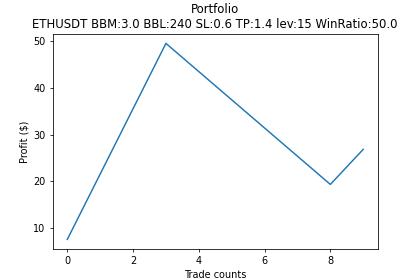 Portfolio
ETHUSDT BBM:3.0 BBL:240 SL:0.6 TP:1.4 lev:15 WinRatio:50.0
50
40
30
20
10
Profit ($)
0
2
4
6
8
Trade counts